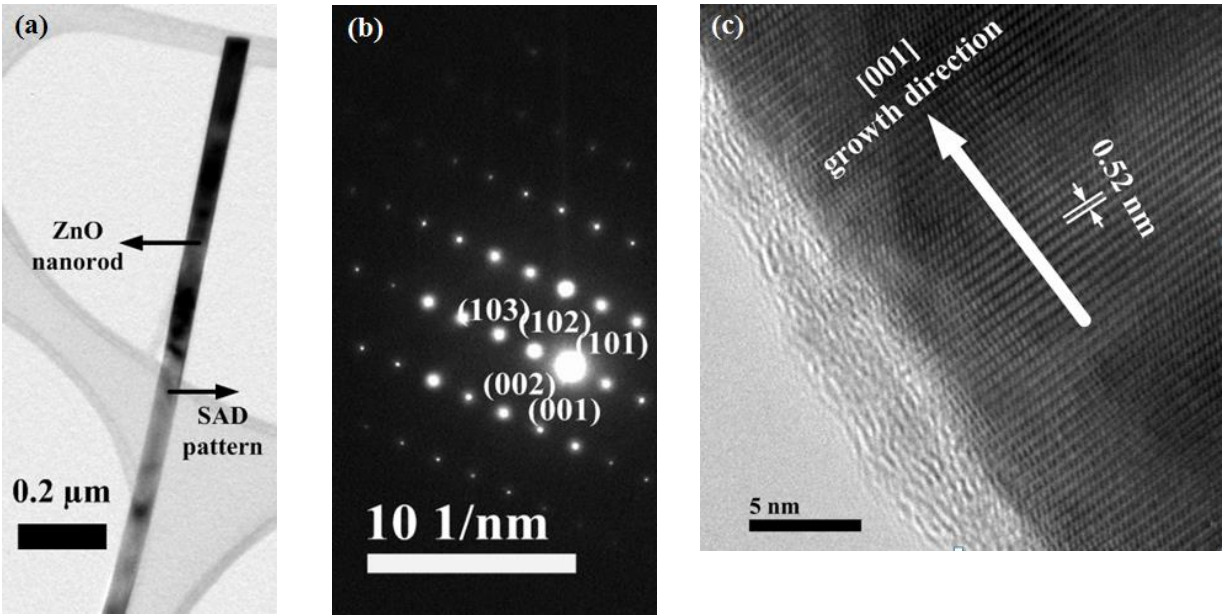 (a)
ZnO
nanorod
SAD
pattern
0.2 µm
(b)
(103)
(102)
(101)
(002)
(001)
10 1/nm
(c)
[001]
growth direction
0.52 nm
5 nm